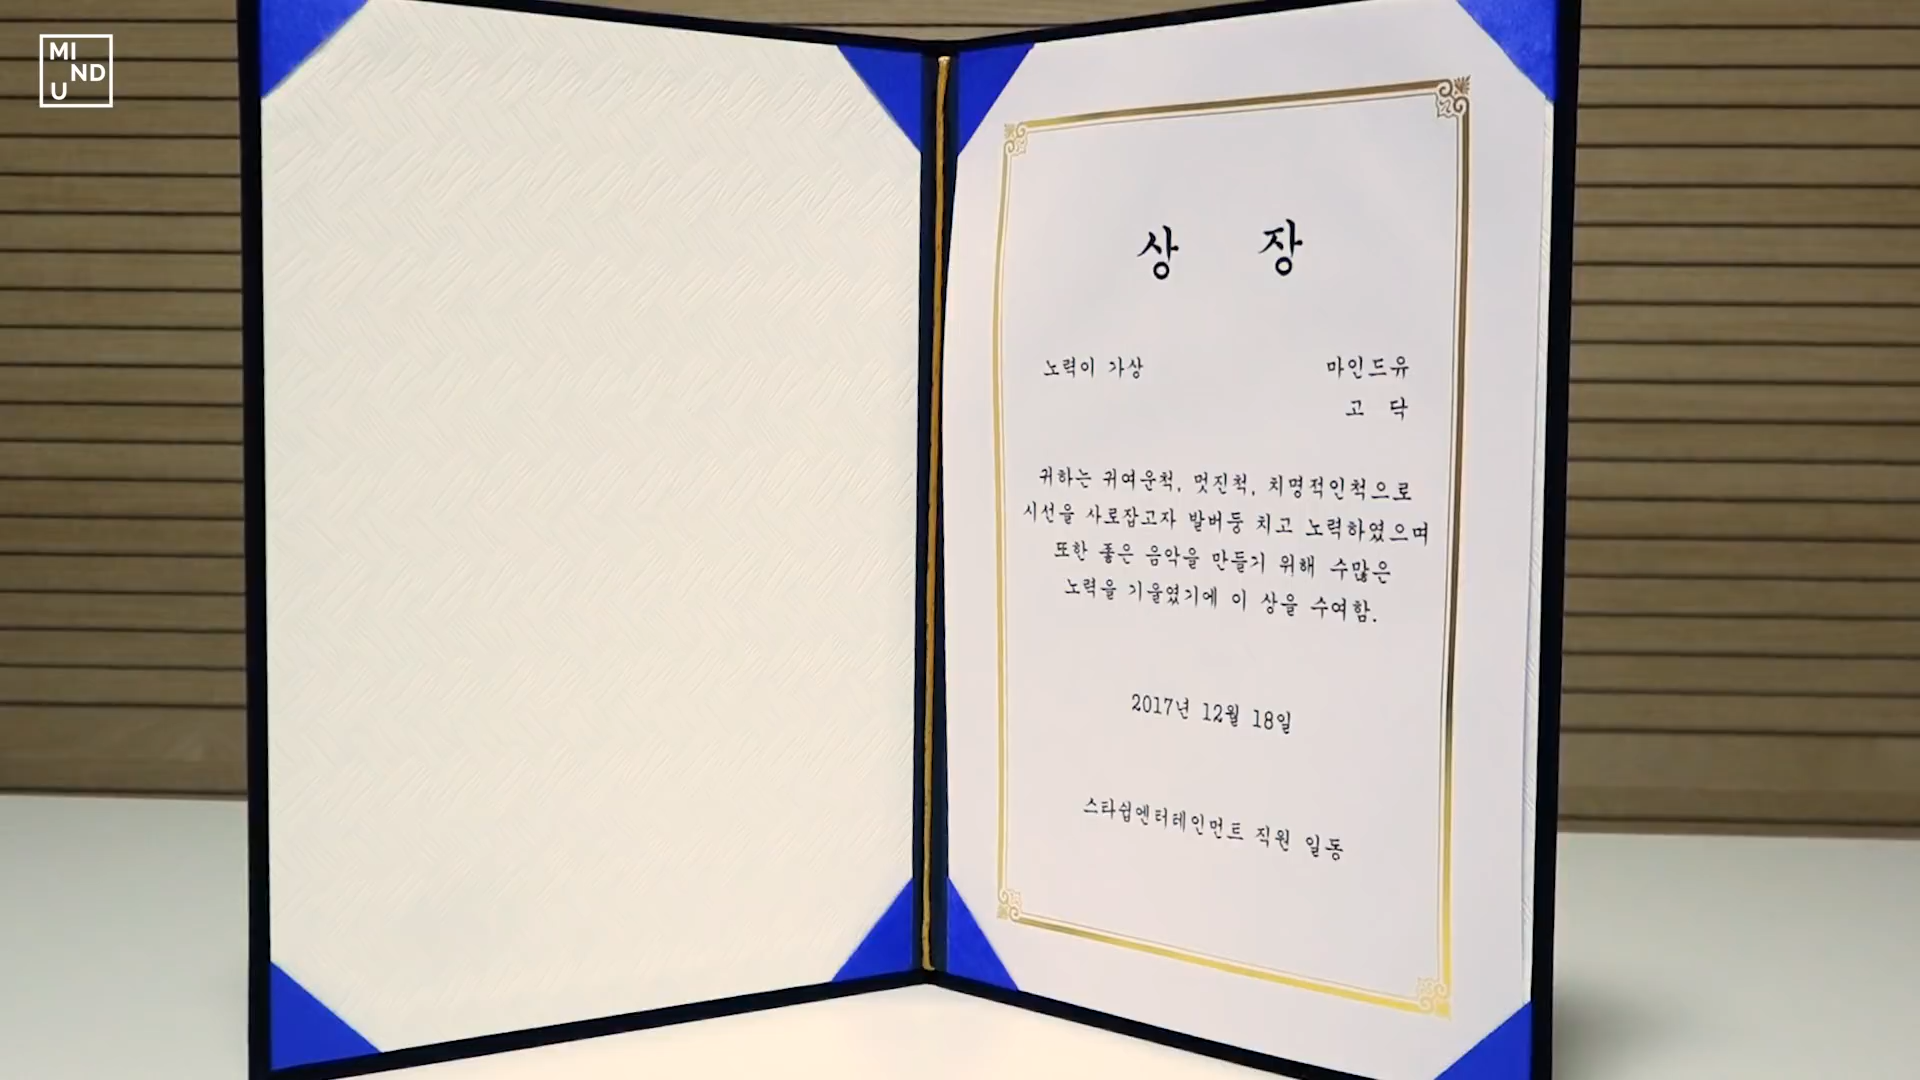 MI
ND
U
상 장
노력이 가상
마인드유
고 닥
귀하는 귀여운척, 멋진척, 치명적인척으로
시선을 사로잡고자 발버둥 치고 노력하였으며
또한 좋은 음악을 만들기 위해 수많은
노력을 기울였기에 이 상을 수여함.
2017년 12월 18일
스타쉽엔터테인먼트 직원 일동